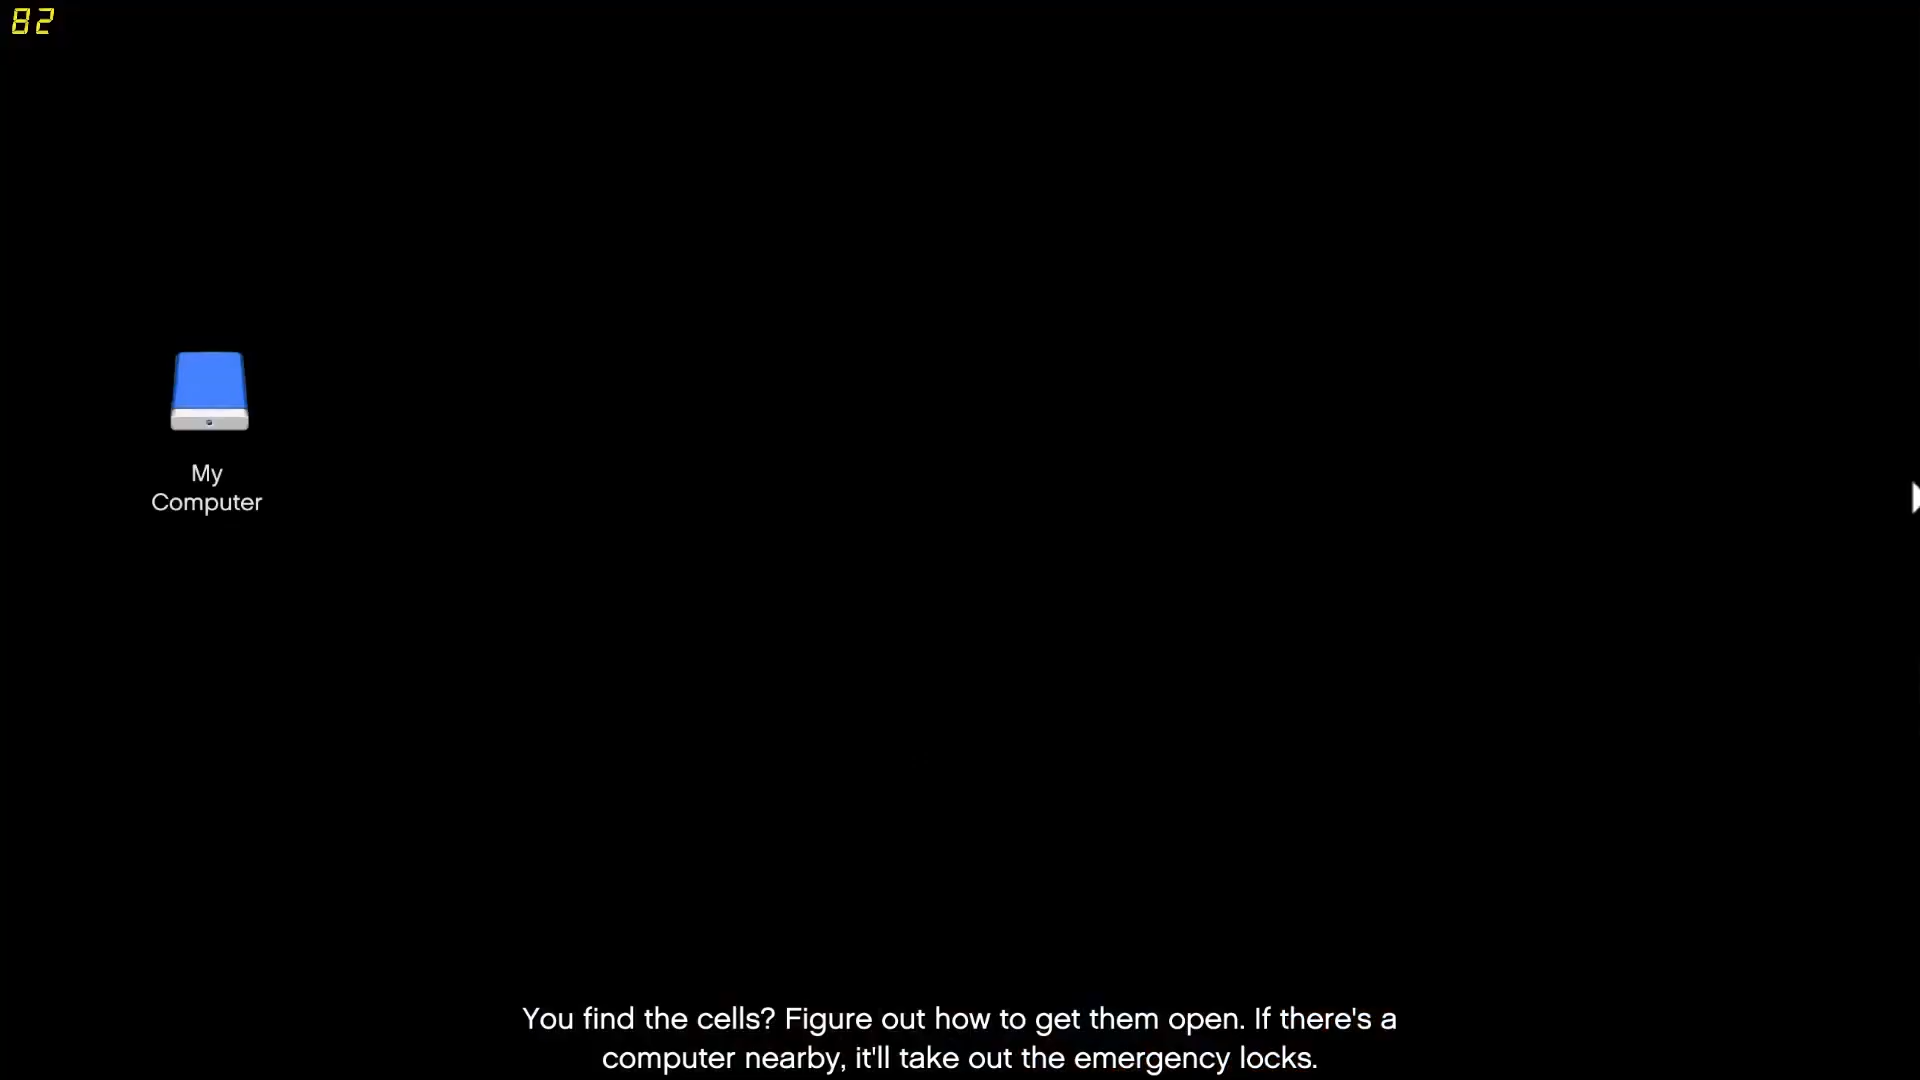 82
My
Computer
You find the cells? Figure out how to get them open. If there's a
computer nearby, it'll take out the emergency locks.